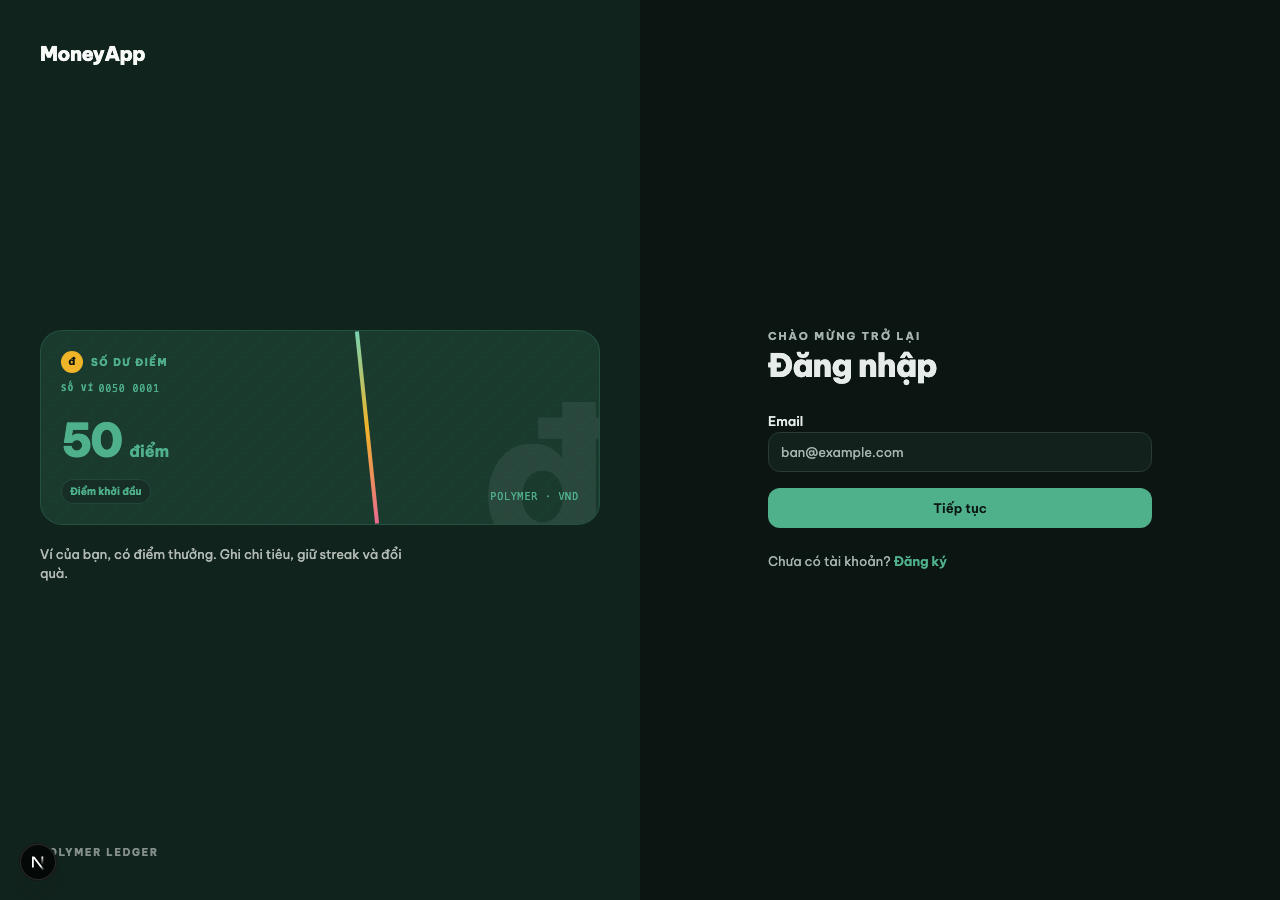 MoneyApp
đ SỐ DƯ ĐIỂM
SỐ VÍ 0050 0001
50 điểm
Điểm khởi đầu
đ
POLYMER · VND
Ví của bạn, có điểm thưởng. Ghi chi tiêu, giữ streak và đổi
quà.
LEDGER
N
CHÀO MỪNG TRỞ LẠI
Đăng nhập
Email
ban@example.com
Tiếp tục
Chưa có tài khoản? Đăng ký